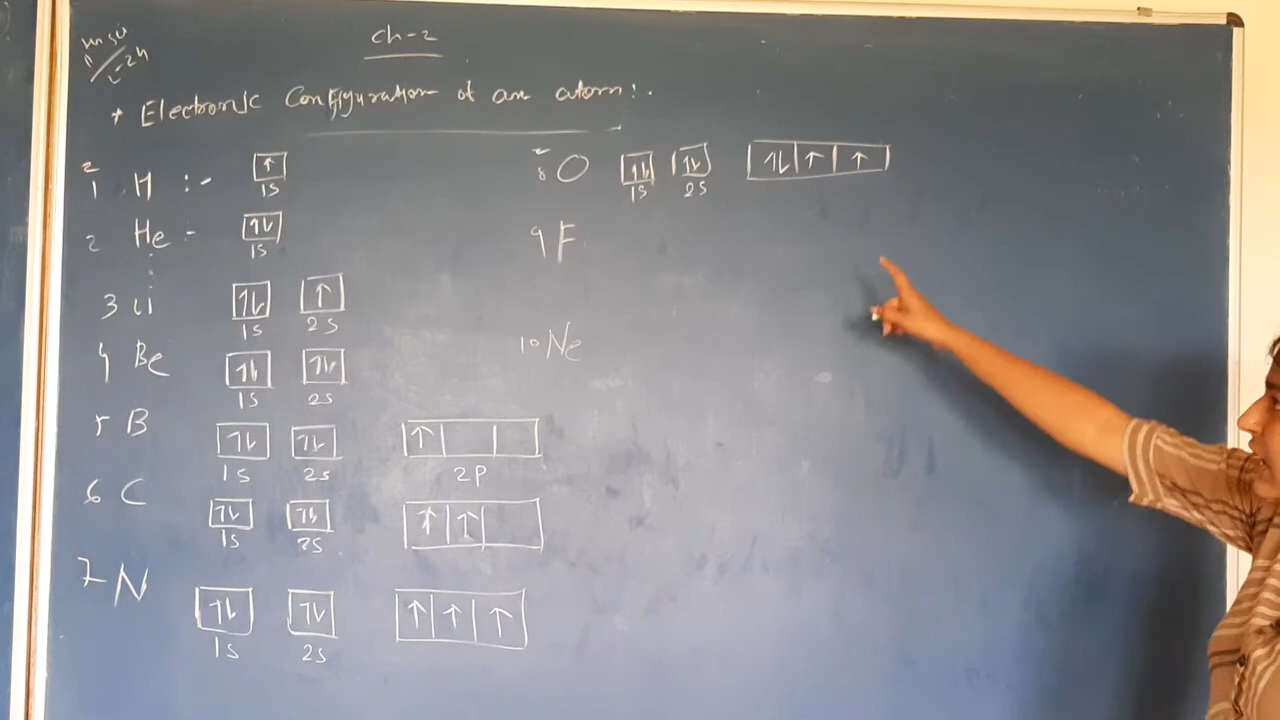 Ch-2
* Electronic Configuration of an atom:.
1 H :- ↑
1S
2 He :- ↑↓
1S
3 Li ↑↓ ↑
1S 2S
4 Be ↑↓ ↑↓
1S 2S
5 B ↑↓ ↑↓ ↑
1S 2S 2P
6 C ↑↓ ↑↓ ↑ ↑
1S 2S
7 N ↑↓ ↑↓ ↑ ↑ ↑
1S 2S
8 O ↑↓ ↑↓ ↑↓ ↑ ↑
1S 2S
9 F
10 Ne